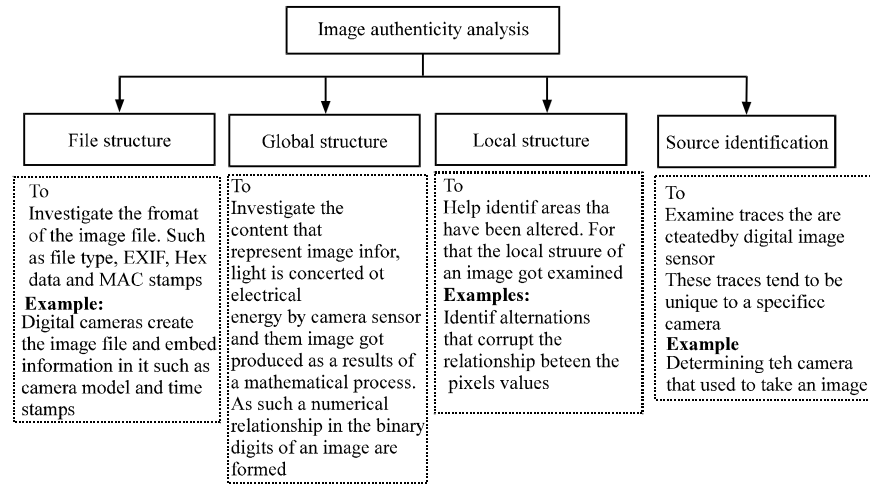 Image authenticity analysis
File structure
To
Investigate the fromat
of the image file. Such
as file type, EXIF, Hex
data and MAC stamps
Example:
Digital cameras create
the image file and embed
information in it such as
camera model and time
stamps
Global structure
To
Investigate the
content that
represent image infor,
light is concerted ot
electrical
energy by camera sensor
and them image got
produced as a results of
a mathematical process.
As such a numerical
relationship in the binary
digits of an image are
formed
Local structure
To
Help identif areas tha
have been altered. For
that the local struure of
an image got examined
Examples:
Identif alternations
that corrupt the
relationship beteen the
pixels values
Source identification
To
Examine traces the are
cteatedby digital image
sensor
These traces tend to be
unique to a specificc
camera
Example
Determining teh camera
that used to take an image